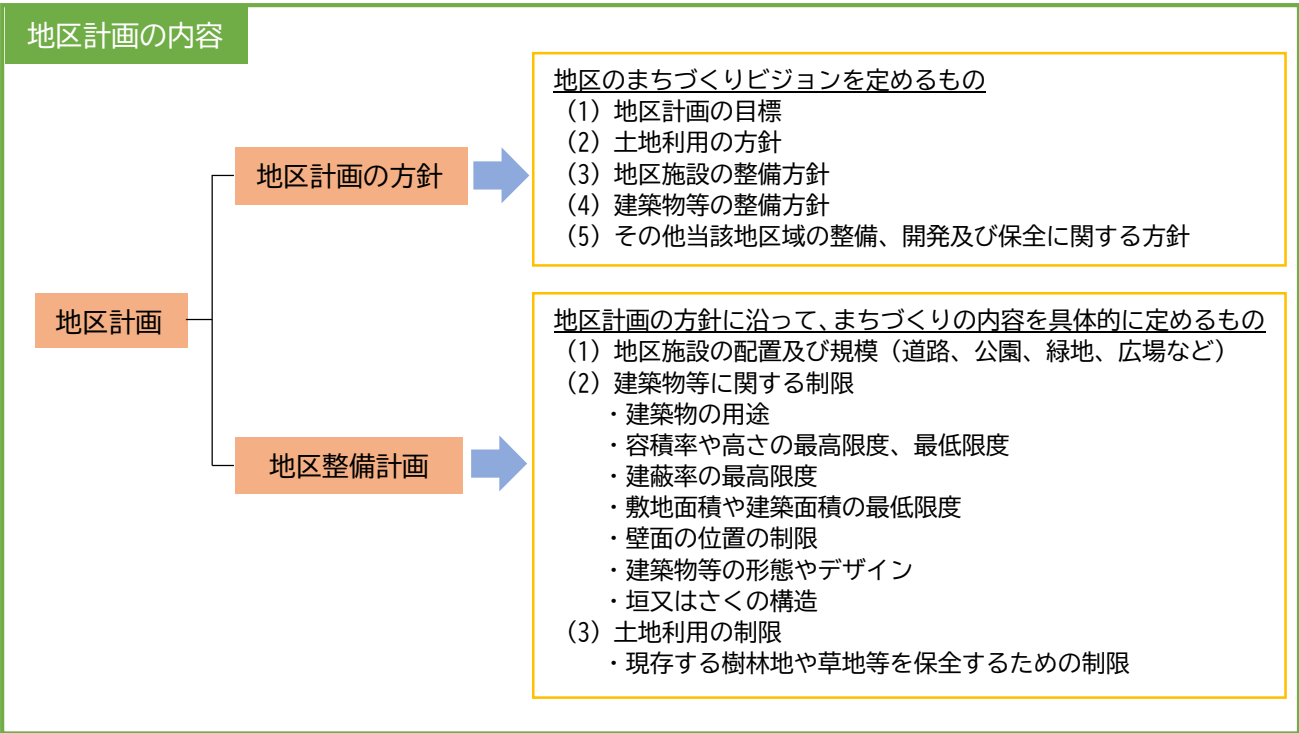 地区計画の内容
地区計画
地区計画の方針
地区のまちづくりビジョンを定めるもの
(1) 地区計画の目標
(2) 土地利用の方針
(3) 地区施設の整備方針
(4) 建築物等の整備方針
(5) その他当該地区域の整備、開発及び保全に関する方針
地区整備計画
地区計画の方針に沿って、まちづくりの内容を具体的に定めるもの
(1) 地区施設の配置及び規模（道路、公園、緑地、広場など）
(2) 建築物等に関する制限
・建築物の用途
・容積率や高さの最高限度、最低限度
・建蔽率の最高限度
・敷地面積や建築面積の最低限度
・壁面の位置の制限
・建築物等の形態やデザイン
・垣又はさくの構造
(3) 土地利用の制限
・現存する樹林地や草地等を保全するための制限